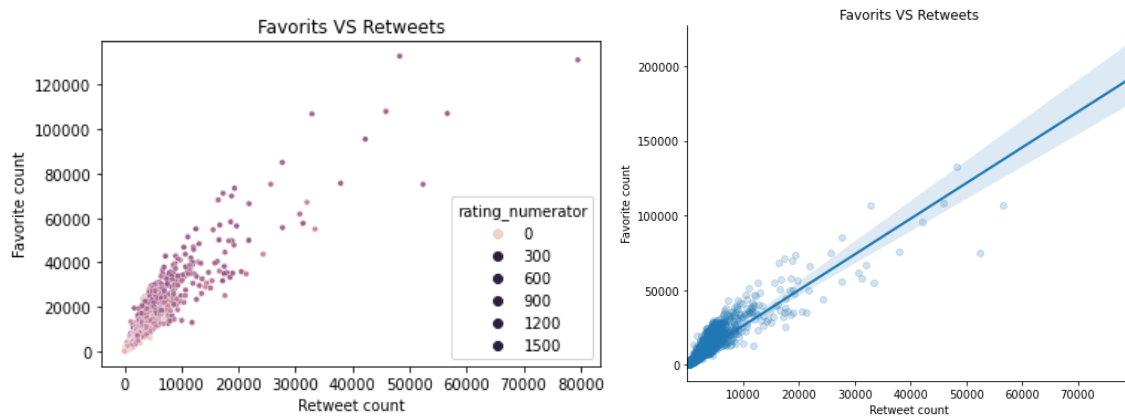 Favorits VS Retweets
120000
100000
80000
60000
40000
20000
0
Favorite count
rating_numerator
0
300
600
900
1200
1500
0 10000 20000 30000 40000 50000 60000 70000 80000
Retweet count
Favorits VS Retweets
200000
150000
100000
50000
0
Favorite count
10000 20000 30000 40000 50000 60000 70000
Retweet count